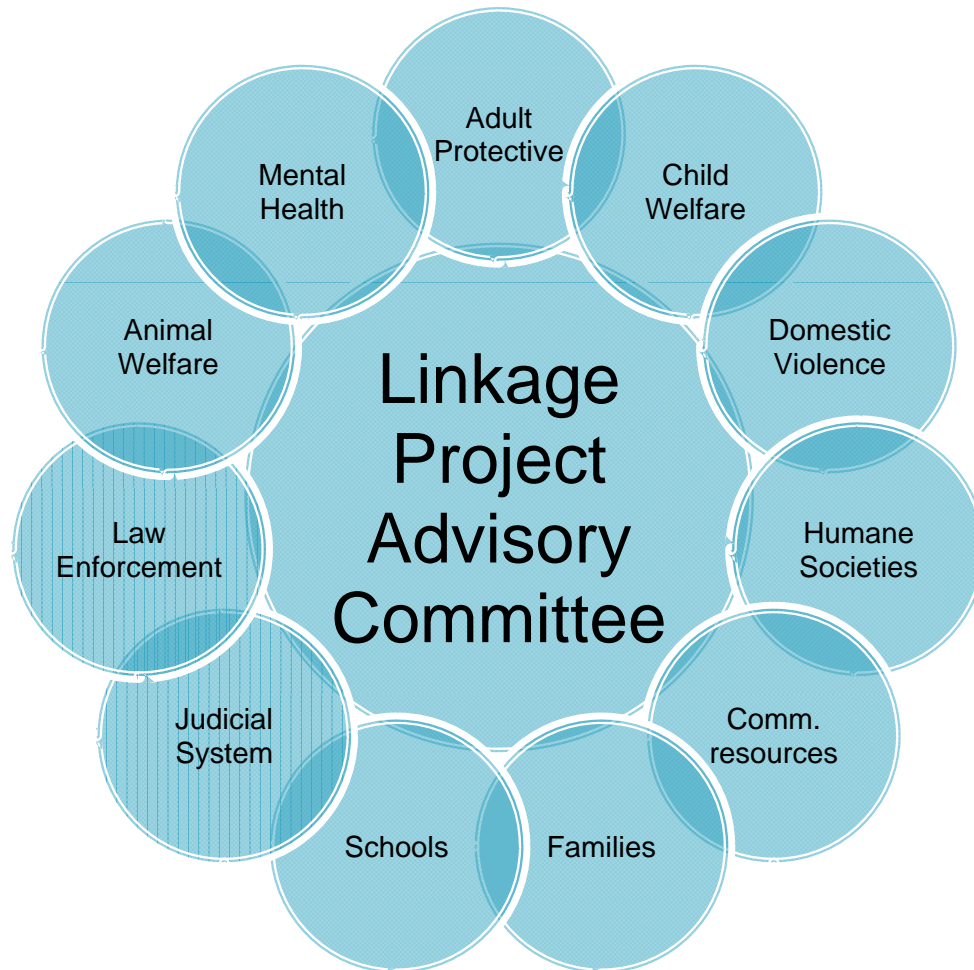 Adult
Protective
Child
Welfare
Domestic
Violence
Humane
Societies
Comm.
resources
Families
Schools
Judicial
System
Law
Enforcement
Animal
Welfare
Mental
Health
Linkage
Project
Advisory
Committee